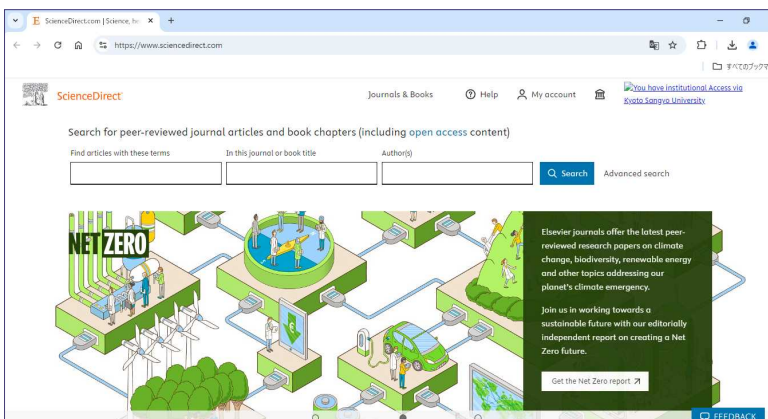 ScienceDirect.com | Science, he
https://www.sciencedirect.com
すべてのブックマ
ScienceDirect
Journals & Books
Help
My account
You have institutional Access via
Kyoto Sangyo University
Search for peer-reviewed journal articles and book chapters (including open access content)
Find articles with these terms
In this journal or book title
Author(s)
Search
Advanced search
NET ZERO
Elsevier journals offer the latest peer-
reviewed research papers on climate
change, biodiversity, renewable energy
and other topics addressing our
planet's climate emergency.
Join us in working towards a
sustainable future with our editorially
independent report on creating a Net
Zero future.
Get the Net Zero report
FEEDBACK